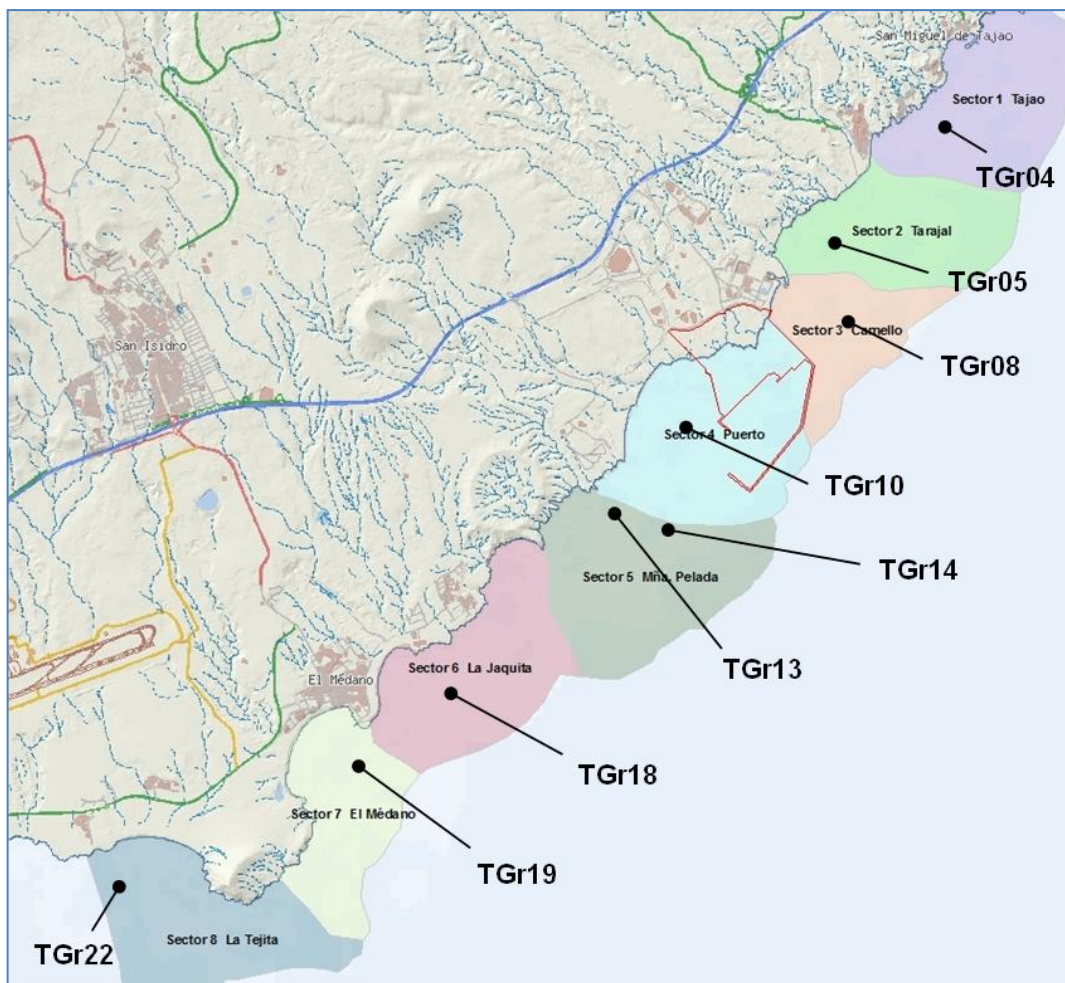 San Miguel de Tajao
Sector 1 Tajao
TGr04
Sector 2 Tarajal
TGr05
Sector 3 Camello
TGr08
San Isidro
Sector 4 Puerto
TGr10
TGr14
Sector 5 Mña. Pelada
TGr13
Sector 6 La Jaquita
El Médano
TGr18
Sector 7 El Médano
TGr19
Sector 8 La Tejita
TGr22